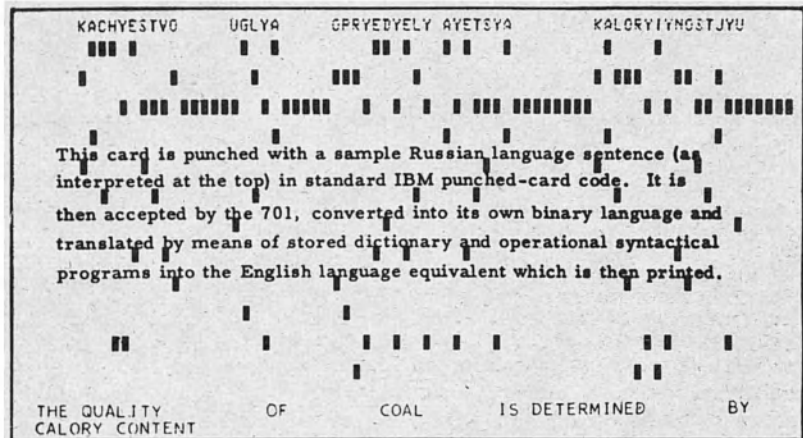 KACHYESTVO UGLYA OPRYEDYELY AYETSYA KALORYIYNOSTJYU
This card is punched with a sample Russian language sentence (as
interpreted at the top) in standard IBM punched-card code. It is
then accepted by the 701, converted into its own binary language and
translated by means of stored dictionary and operational syntactical
programs into the English language equivalent which is then printed.
THE QUALITY OF COAL IS DETERMINED BY
CALORY CONTENT